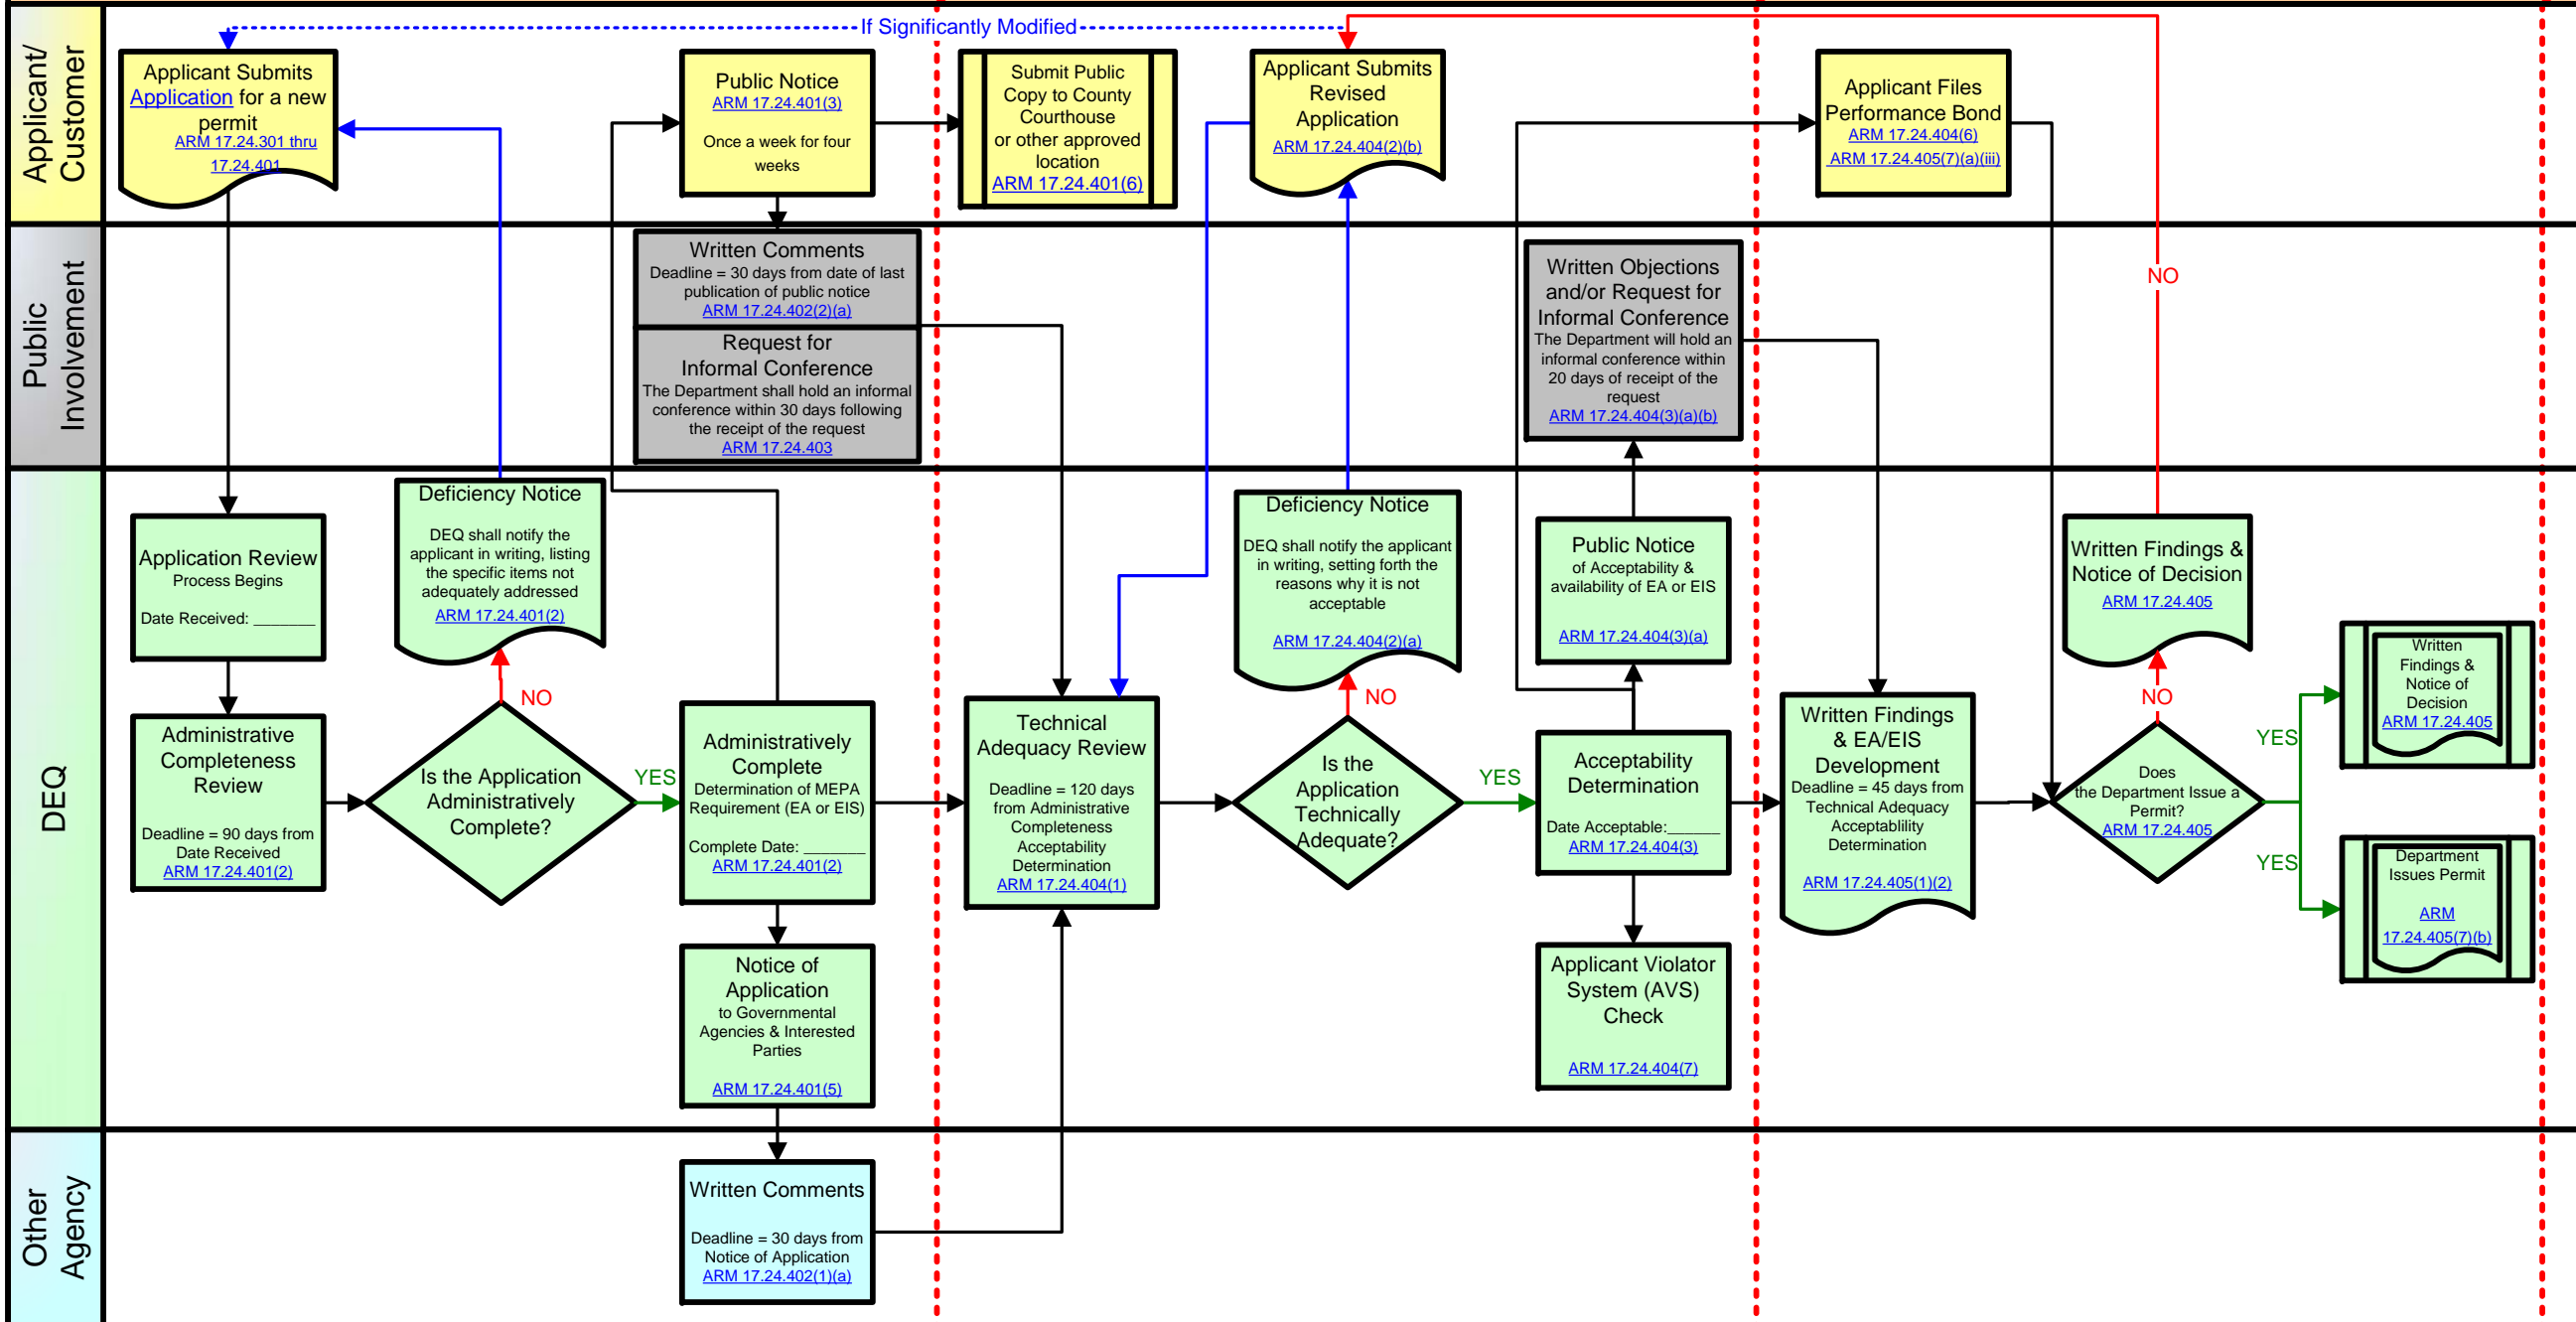 If Significantly Modified
Applicant/
Customer
Applicant Submits
Application for a new
permit
ARM 17.24.301 thru
17.24.401
Public Notice
ARM 17.24.401(3)
Once a week for four
weeks
Submit Public
Copy to County
Courthouse
or other approved
location
ARM 17.24.401(6)
Applicant Submits
Revised
Application
ARM 17.24.404(2)(b)
Applicant Files
Performance Bond
ARM 17.24.404(6)
ARM 17.24.405(7)(a)(iii)
Public
Involvement
Written Comments
Deadline = 30 days from date of last
publication of public notice
ARM 17.24.402(2)(a)
Request for
Informal Conference
The Department shall hold an informal
conference within 30 days following
the receipt of the request
ARM 17.24.403
Written Objections
and/or Request for
Informal Conference
The Department will hold an
informal conference within
20 days of receipt of the
request
ARM 17.24.404(3)(a)(b)
NO
DEQ
Application Review
Process Begins
Date Received: _______
Administrative
Completeness
Review
Deadline = 90 days from
Date Received
ARM 17.24.401(2)
Deficiency Notice
DEQ shall notify the
applicant in writing, listing
the specific items not
adequately addressed
ARM 17.24.401(2)
NO
Is the Application
Administratively
Complete?
YES
Administratively
Complete
Determination of MEPA
Requirement (EA or EIS)
Complete Date: _______
ARM 17.24.401(2)
Notice of
Application
to Governmental
Agencies & Interested
Parties
ARM 17.24.401(5)
Technical
Adequacy Review
Deadline = 120 days
from Administrative
Completeness
Acceptability
Determination
ARM 17.24.404(1)
Deficiency Notice
DEQ shall notify the applicant
in writing, setting forth the
reasons why it is not
acceptable
ARM 17.24.404(2)(a)
NO
Is the
Application
Technically
Adequate?
YES
Public Notice
of Acceptability &
availability of EA or EIS
ARM 17.24.404(3)(a)
Acceptability
Determination
Date Acceptable:______
ARM 17.24.404(3)
Applicant Violator
System (AVS)
Check
ARM 17.24.404(7)
Written Findings
& EA/EIS
Development
Deadline = 45 days from
Technical Adequacy
Acceptablility
Determination
ARM 17.24.405(1)(2)
Written Findings &
Notice of Decision
ARM 17.24.405
NO
Does
the Department Issue a
Permit?
ARM 17.24.405
YES
YES
Written
Findings &
Notice of
Decision
ARM 17.24.405
Department
Issues Permit
ARM
17.24.405(7)(b)
Other
Agency
Written Comments
Deadline = 30 days from
Notice of Application
ARM 17.24.402(1)(a)